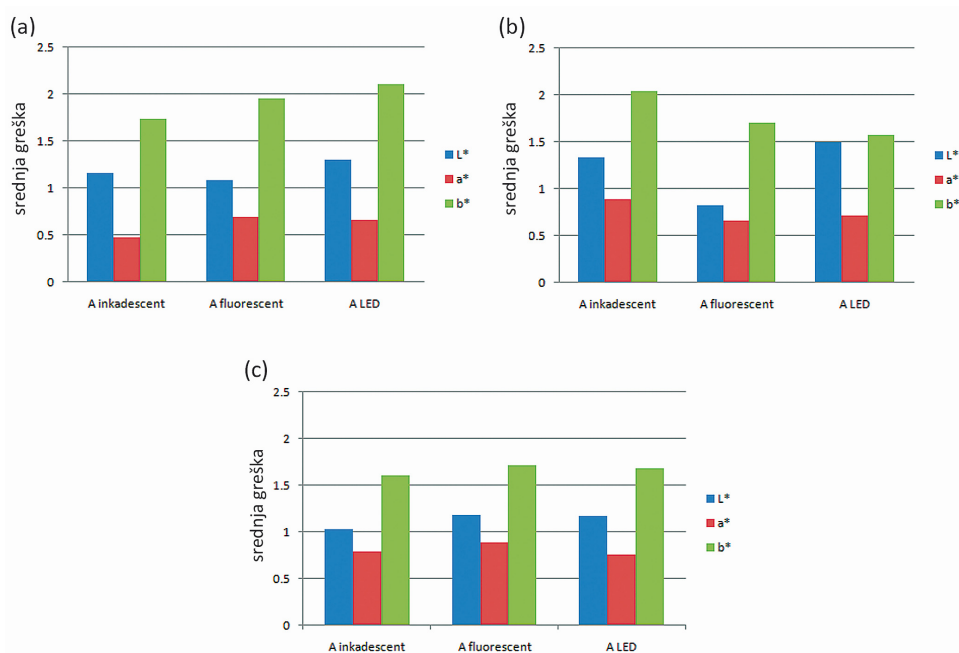 (a)
2.5
2
1.5
1
0.5
0
srednja greška
A inkadescent
A fluorescent
A LED
L*
a*
b*
(b)
2.5
2
1.5
1
0.5
0
srednja greška
A inkadescent
A fluorescent
A LED
L*
a*
b*
(c)
2.5
2
1.5
1
0.5
0
srednja greška
A inkadescent
A fluorescent
A LED
L*
a*
b*